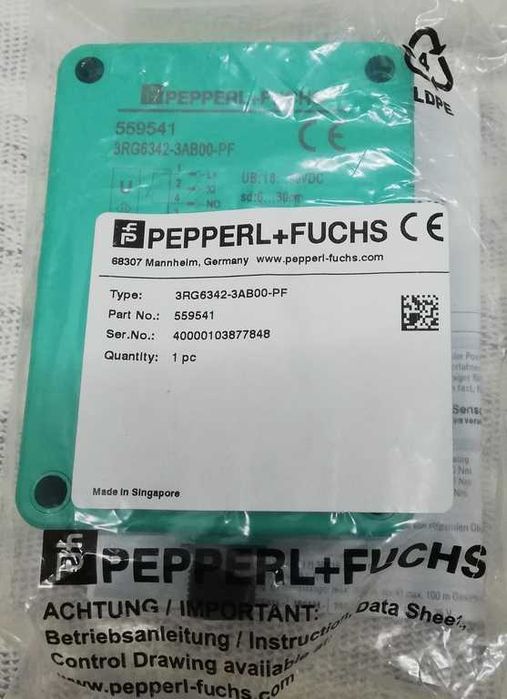 4
LDPE
PEPPERL+FUCHS
559541
3RG6342-3AB00-PF
CE
U
NO
PEPPERL+FUCHS CE
68307 Mannheim, Germany www.pepperl-fuchs.com
Type: 3RG6342-3AB00-PF
Part No.: 559541
Ser.No.: 40000103877848
Quantity: 1 pc
Made in Singapore
PEPPERL+FUCHS
ACHTUNG / IMPORTANT:
Betriebsanleitung / Instruction, Data Sheet,
Control Drawing available
www.pepperl-fuchs.com